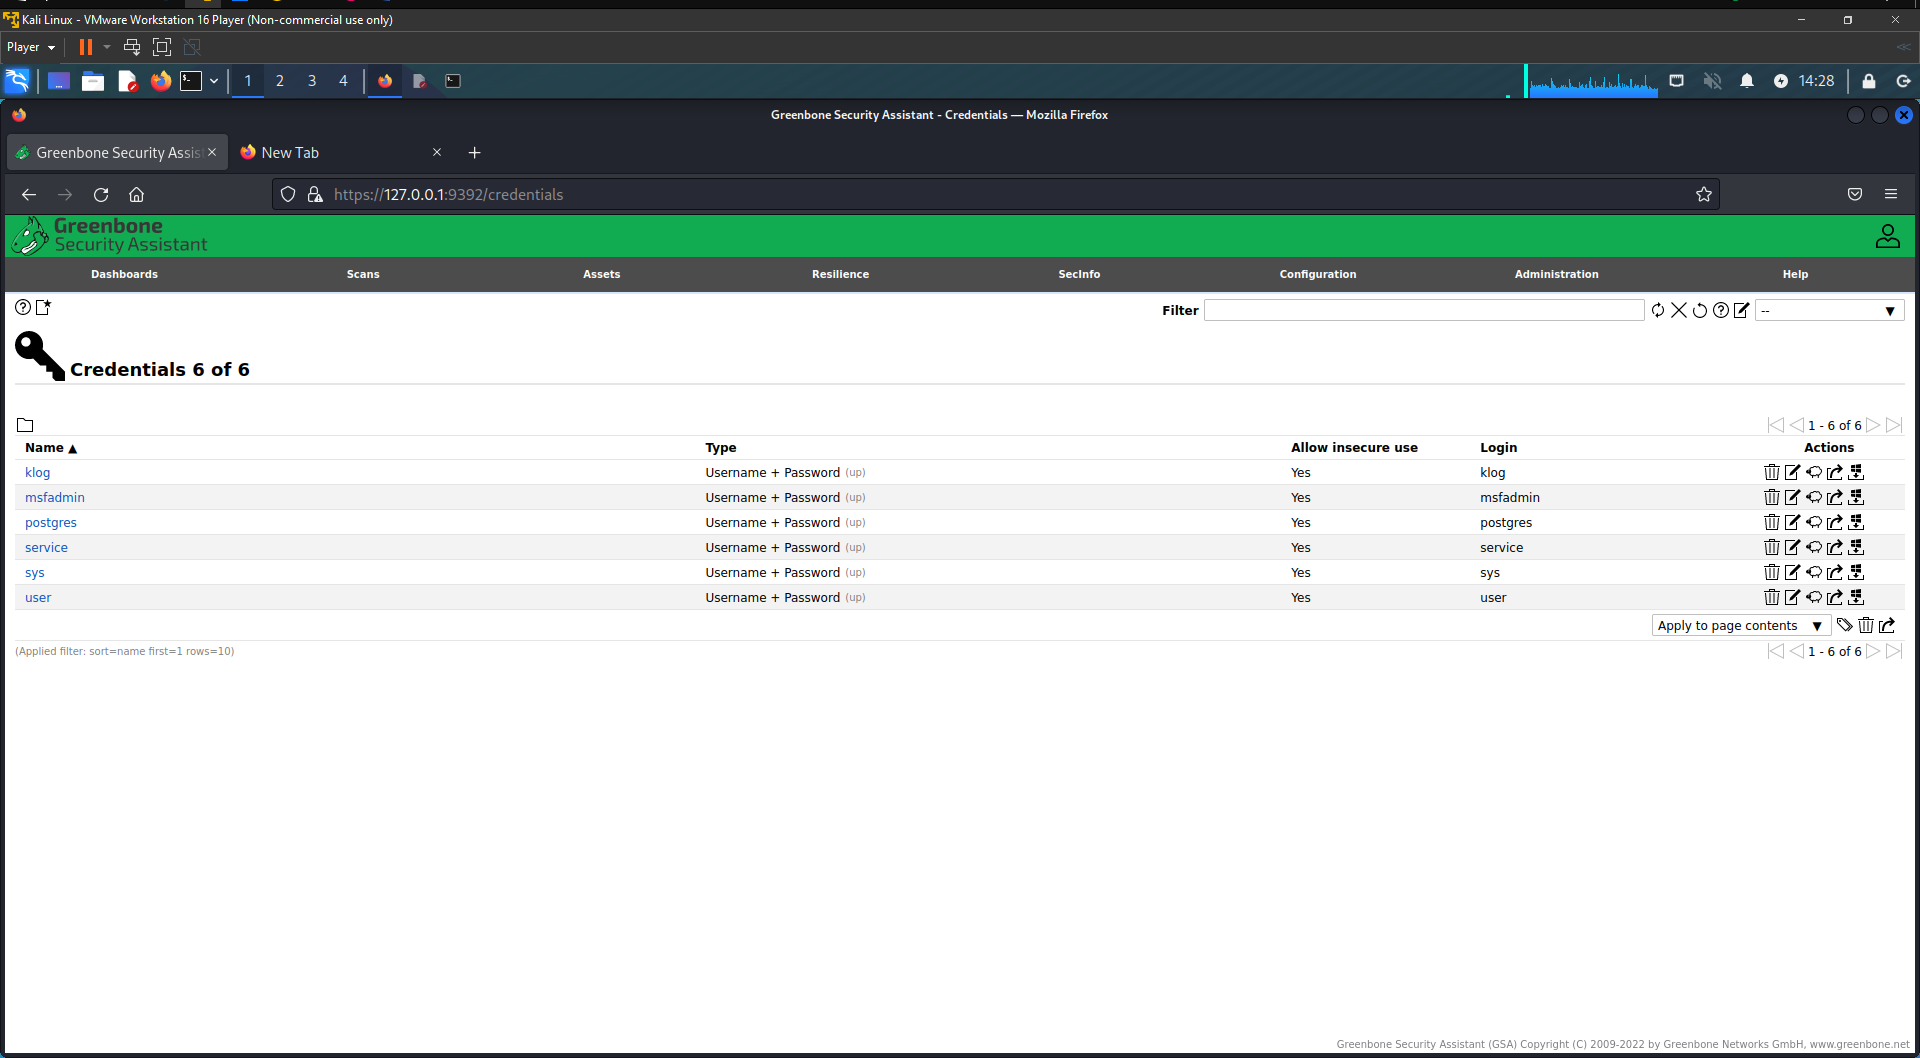 Kali Linux - VMware Workstation 16 Player (Non-commercial use only)
Player
1 2 3 4
14:28
Greenbone Security Assistant - Credentials — Mozilla Firefox
Greenbone Security Assis
New Tab
https://127.0.0.1:9392/credentials
Greenbone
Security Assistant
Dashboards Scans Assets Resilience SecInfo Configuration Administration Help
Filter --
Credentials 6 of 6
1 - 6 of 6
Name ▲ Type Allow insecure use Login Actions
klog Username + Password (up) Yes klog
msfadmin Username + Password (up) Yes msfadmin
postgres Username + Password (up) Yes postgres
service Username + Password (up) Yes service
sys Username + Password (up) Yes sys
user Username + Password (up) Yes user
Apply to page contents ▼
(Applied filter: sort=name first=1 rows=10) 1 - 6 of 6
Greenbone Security Assistant (GSA) Copyright (C) 2009-2022 by Greenbone Networks GmbH, www.greenbone.net